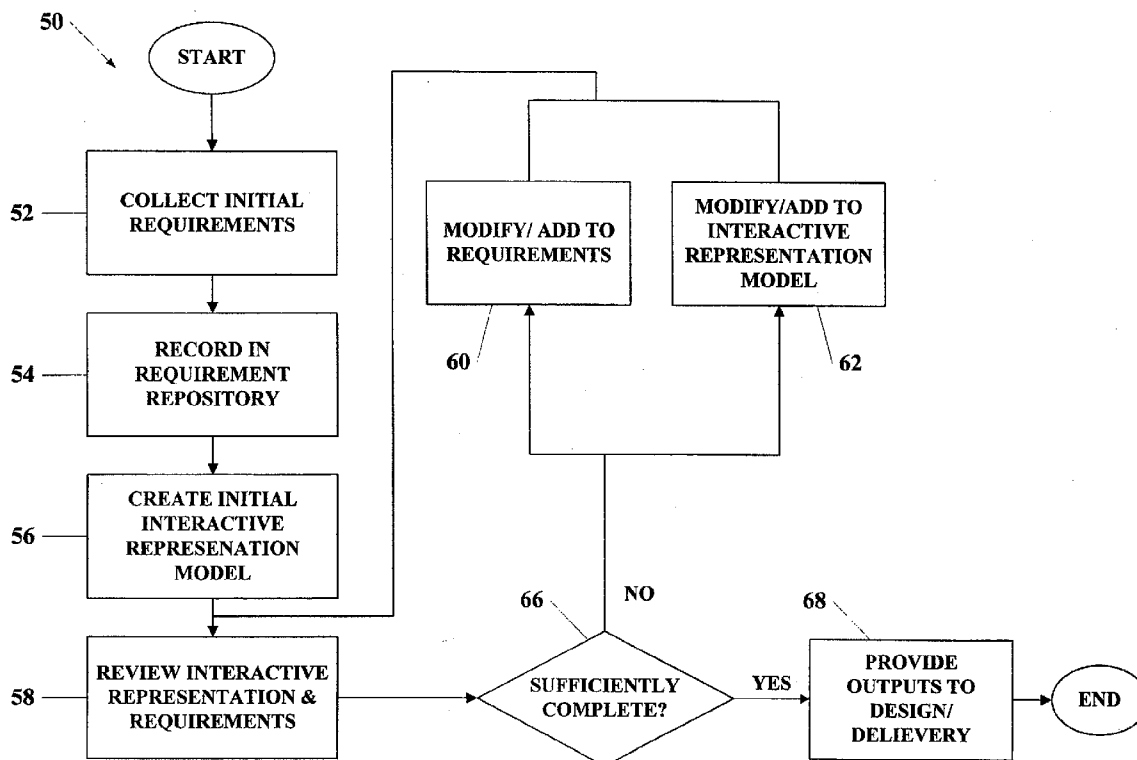 50
START
52
COLLECT INITIAL
REQUIREMENTS
54
RECORD IN
REQUIREMENT
REPOSITORY
56
CREATE INITIAL
INTERACTIVE
REPRESENATION
MODEL
58
REVIEW INTERACTIVE
REPRESENTATION &
REQUIREMENTS
MODIFY/ ADD TO
REQUIREMENTS
60
MODIFY/ADD TO
INTERACTIVE
REPRESENTATION
MODEL
62
66
NO
SUFFICIENTLY
COMPLETE?
YES
68
PROVIDE
OUTPUTS TO
DESIGN/
DELIEVERY
END